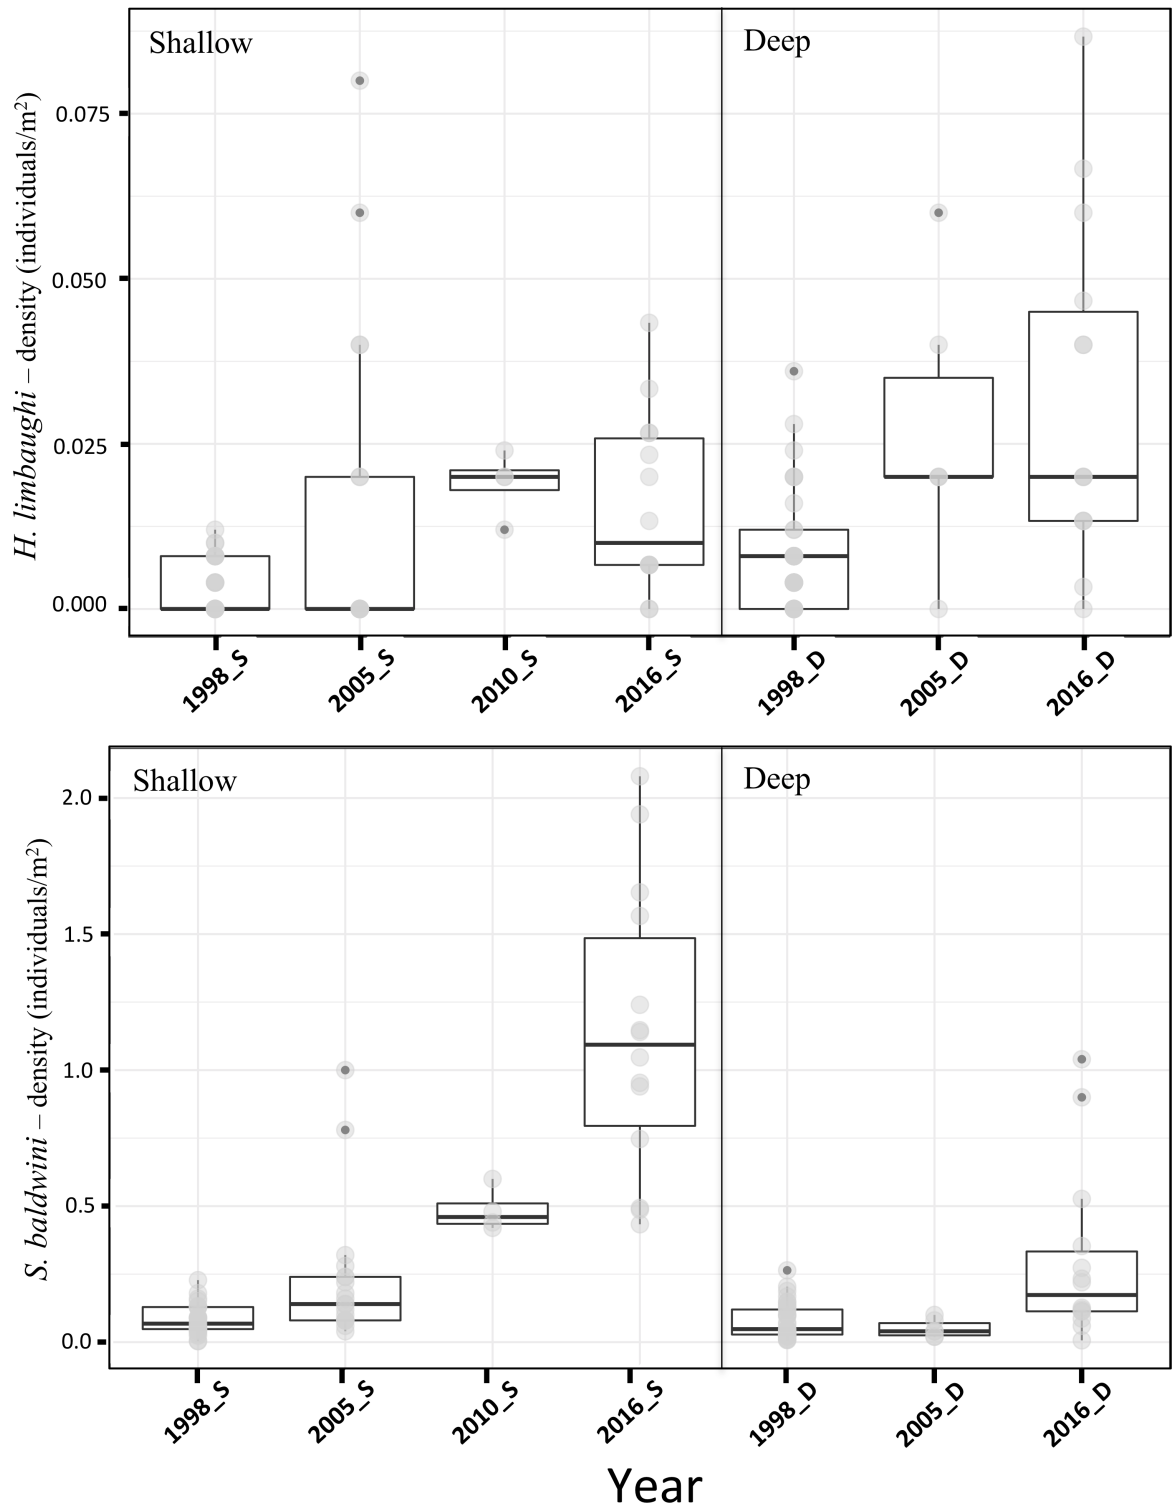 Shallow
Deep
H. limbaughi – density (individuals/m²)
0.075
0.050
0.025
0.000
1998_S
2005_S
2010_S
2016_S
1998_D
2005_D
2016_D
Shallow
Deep
S. baldwini – density (individuals/m²)
2.0
1.5
1.0
0.5
0.0
1998_S
2005_S
2010_S
2016_S
1998_D
2005_D
2016_D
Year